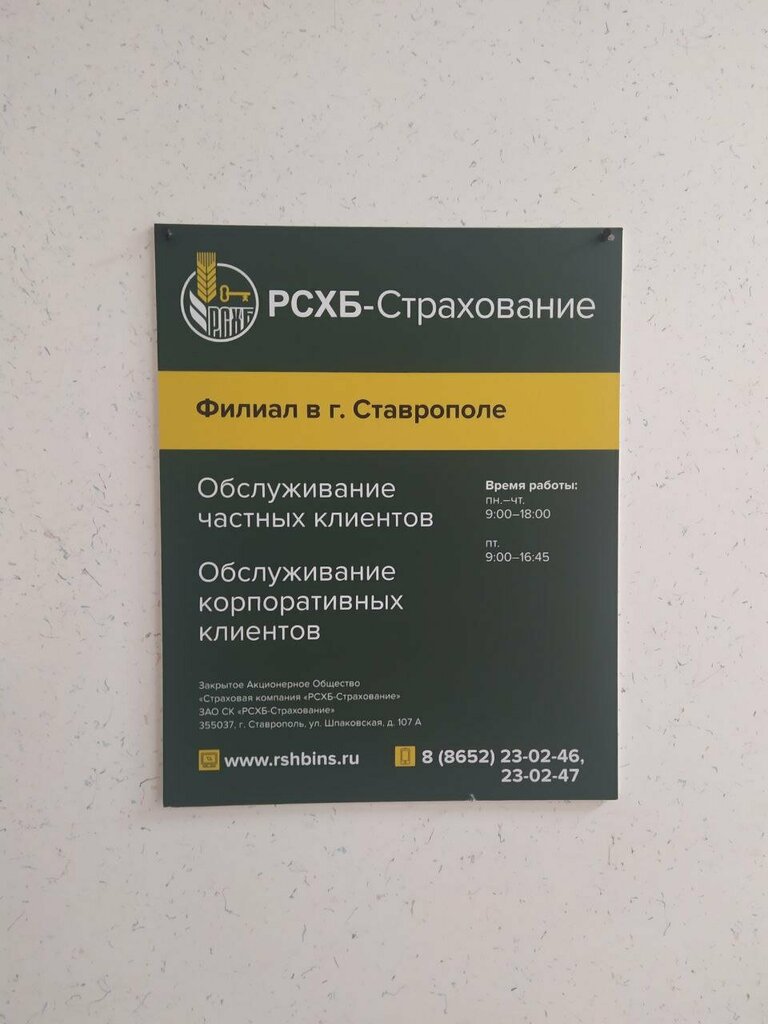 РСХБ
РСХБ-Страхование
Филиал в г. Ставрополе
Обслуживание
частных клиентов
Обслуживание
корпоративных
клиентов
Время работы:
пн.–чт.
9:00–18:00
пт.
9:00–16:45
Закрытое Акционерное Общество
«Страховая компания «РСХБ-Страхование»
ЗАО СК «РСХБ-Страхование»
355037, г. Ставрополь, ул. Шпаковская, д. 107 А
www.rshbins.ru
8 (8652) 23-02-46,
23-02-47